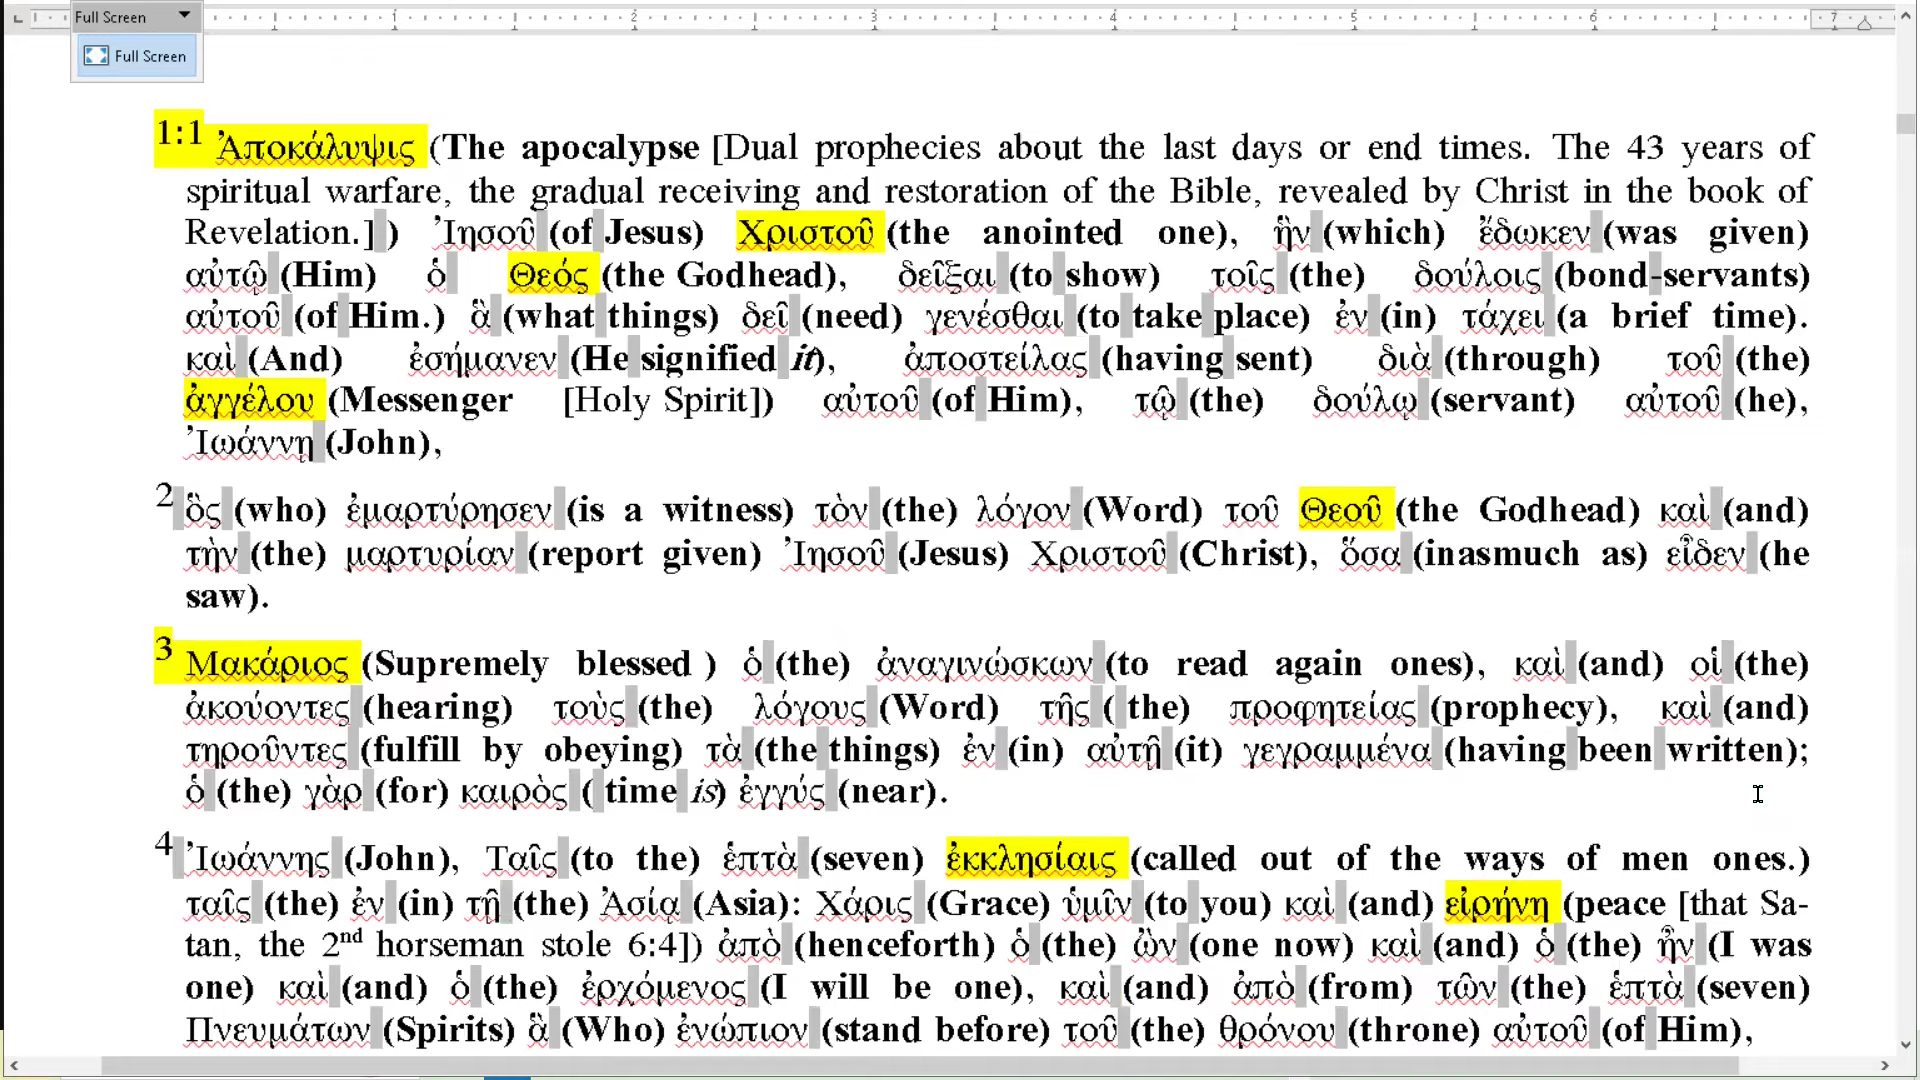 Full Screen
Full Screen
1 2 3 4 5 6 7
1:1 Ἀποκάλυψις (The apocalypse [Dual prophecies about the last days or end times. The 43 years of
spiritual warfare, the gradual receiving and restoration of the Bible, revealed by Christ in the book of
Revelation.] ) Ἰησοῦ (of Jesus) Χριστοῦ (the anointed one), ἣν (which) ἔδωκεν (was given)
αὐτῷ (Him) ὁ Θεός (the Godhead), δεῖξαι (to show) τοῖς (the) δούλοις (bond-servants)
αὐτοῦ (of Him.) ἃ (what things) δεῖ (need) γενέσθαι (to take place) ἐν (in) τάχει (a brief time).
καὶ (And) ἐσήμανεν (He signified it), ἀποστείλας (having sent) διὰ (through) τοῦ (the)
ἀγγέλου (Messenger [Holy Spirit]) αὐτοῦ (of Him), τῷ (the) δούλῳ (servant) αὐτοῦ (he),
Ἰωάννῃ (John),
2 ὃς (who) ἐμαρτύρησεν (is a witness) τὸν (the) λόγον (Word) τοῦ Θεοῦ (the Godhead) καὶ (and)
τὴν (the) μαρτυρίαν (report given) Ἰησοῦ (Jesus) Χριστοῦ (Christ), ὅσα (inasmuch as) εἶδεν (he
saw).
3 Μακάριος (Supremely blessed ) ὁ (the) ἀναγινώσκων (to read again ones), καὶ (and) οἱ (the)
ἀκούοντες (hearing) τοὺς (the) λόγους (Word) τῆς ( the) προφητείας (prophecy), καὶ (and)
τηροῦντες (fulfill by obeying) τὰ (the things) ἐν (in) αὐτῇ (it) γεγραμμένα (having been written);
ὁ (the) γὰρ (for) καιρὸς ( time is) ἐγγύς (near).
4 Ἰωάννης (John), Ταῖς (to the) ἑπτὰ (seven) ἐκκλησίαις (called out of the ways of men ones.)
ταῖς (the) ἐν (in) τῇ (the) Ἀσίᾳ (Asia): Χάρις (Grace) ὑμῖν (to you) καὶ (and) εἰρήνη (peace [that Sa-
tan, the 2nd horseman stole 6:4]) ἀπὸ (henceforth) ὁ (the) ὢν (one now) καὶ (and) ὁ (the) ἦν (I was
one) καὶ (and) ὁ (the) ἐρχόμενος (I will be one), καὶ (and) ἀπὸ (from) τῶν (the) ἑπτὰ (seven)
Πνευμάτων (Spirits) ἃ (Who) ἐνώπιον (stand before) τοῦ (the) θρόνου (throne) αὐτοῦ (of Him),